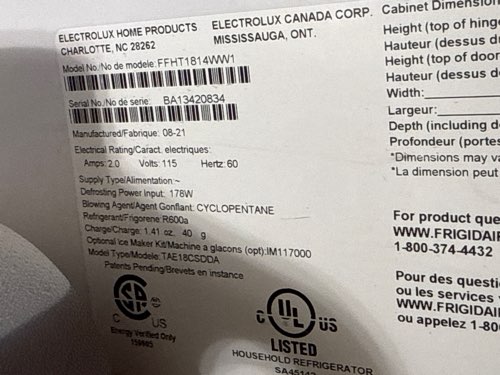 ELECTROLUX HOME PRODUCTS ELECTROLUX CANADA CORP.
CHARLOTTE, NC 28262 MISSISSAUGA, ONT.
Model No./No de modele: FFHT1814WW1
Serial No./No de serie: BA13420834
Manufactured/Fabrique: 08-21
Electrical Rating/Caract. electriques:
Amps: 2.0 Volts: 115 Hertz: 60
Supply Type/Alimentation ~
Defrosting Power Input: 178W
Blowing Agent/Agent Gonflant: CYCLOPENTANE
Refrigerant/Frigorene: R600a
Charge/Charge: 1.41 oz. 40 g
Optional Ice Maker Kit/Machine a glacons (opt): IM117000
Model Type/Modele: TAE18CSDDA
Patents Pending/Brevets en instance
C US
Energy Verified Only
C UL US
LISTED
HOUSEHOLD REFRIGERATOR
Cabinet Dimension
Height (top of hing
Hauteur (dessus d
Height (top of door
Hauteur (dessus d
Width:
Largeur:
Depth (including d
Profondeur (portes
*Dimensions may va
*La dimension peut
For product que
WWW.FRIGIDAI
1-800-374-4432
Pour des questi
ou les services
WWW.FRIGI
ou appelez 1-80